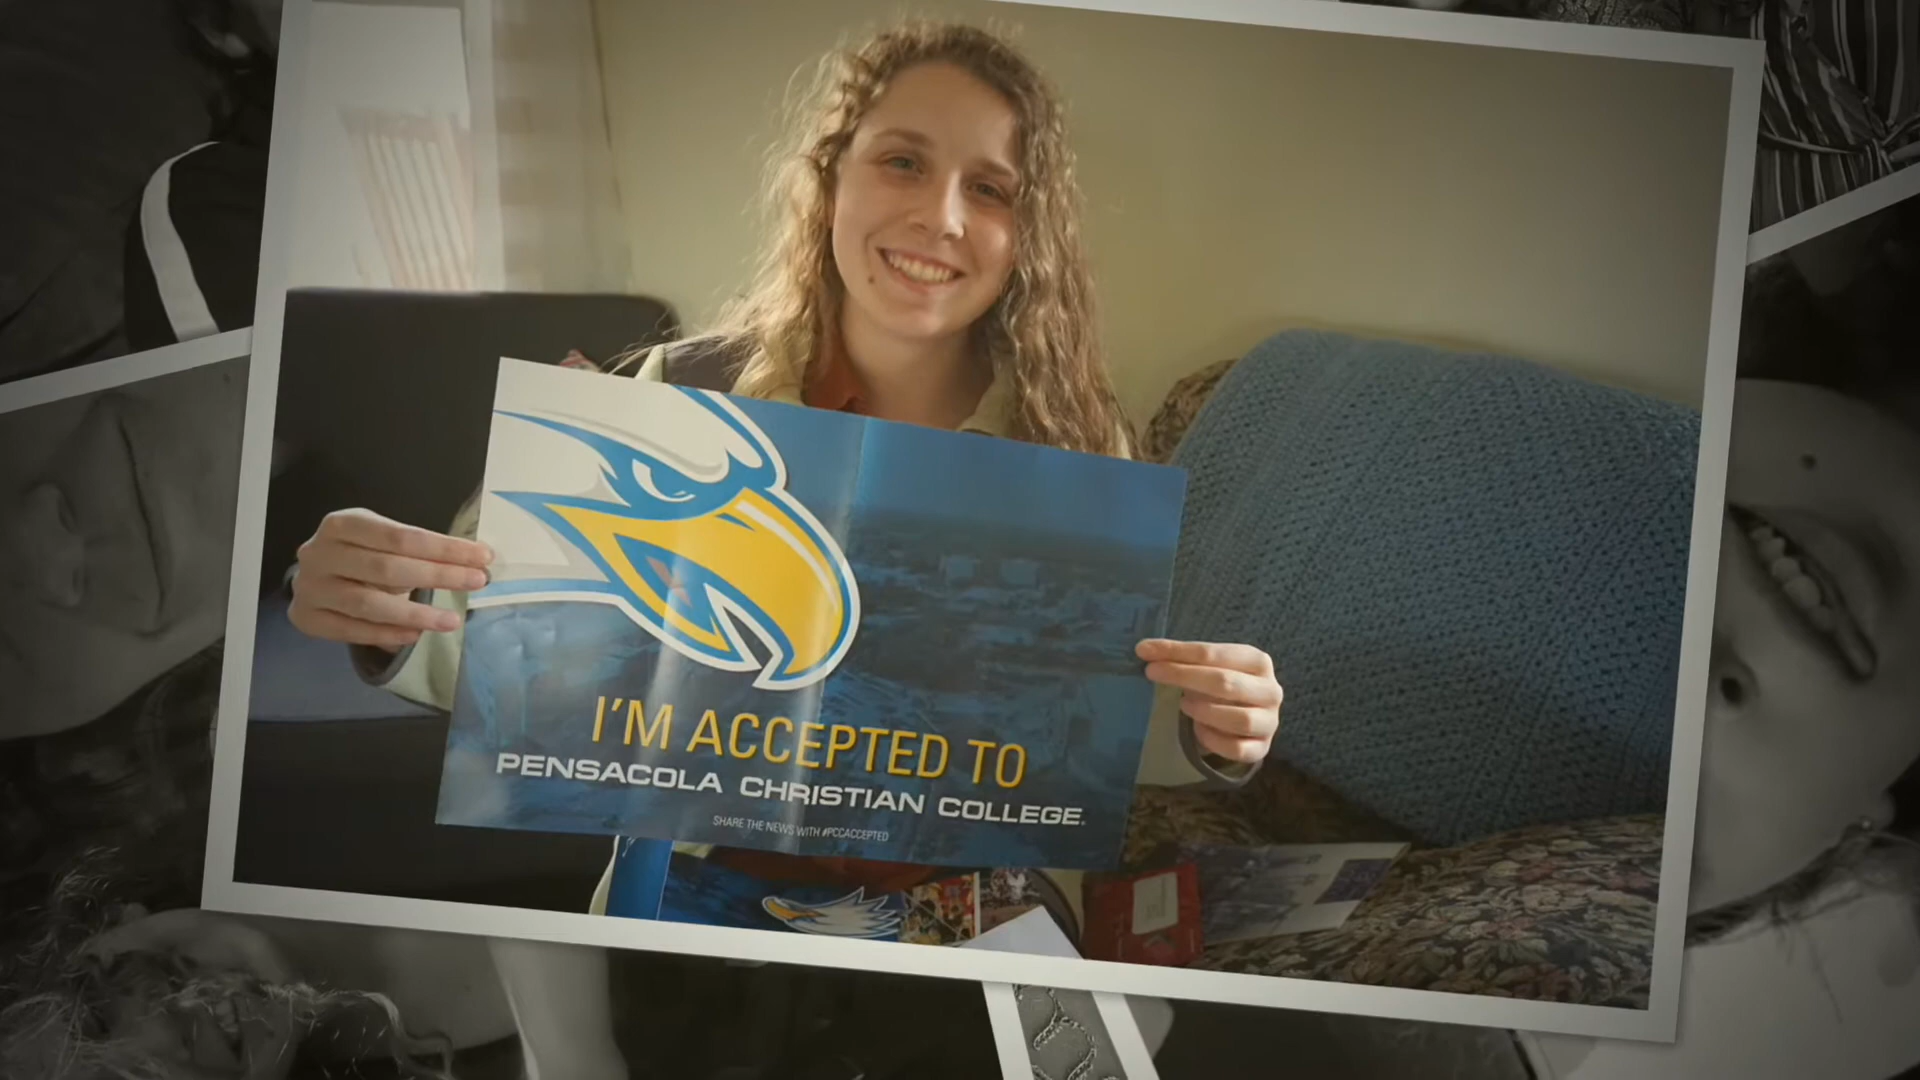 I'M ACCEPTED TO
PENSACOLA CHRISTIAN COLLEGE.
SHARE THE NEWS WITH #PCCACCEPTED